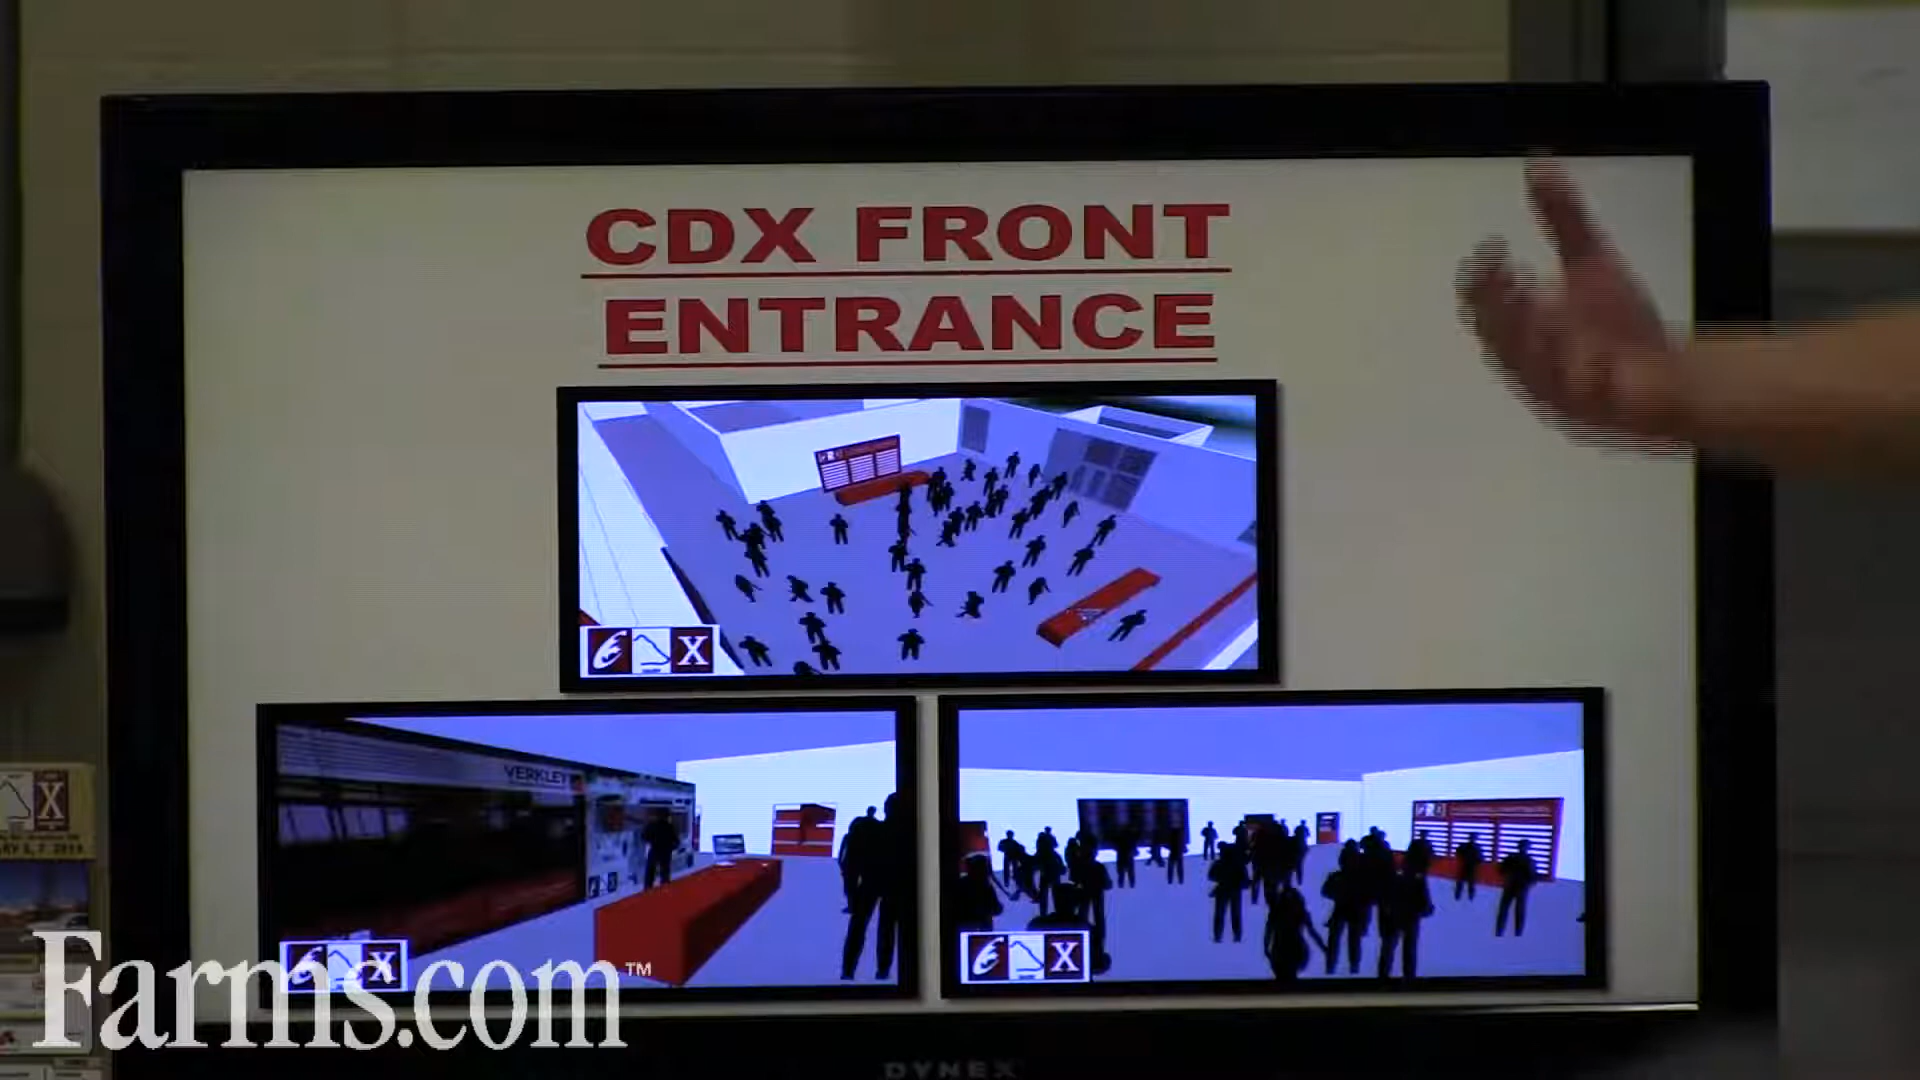 CDX FRONT
ENTRANCE
X
VERKLEY
X
X
X
Farms.com™
DYNEX